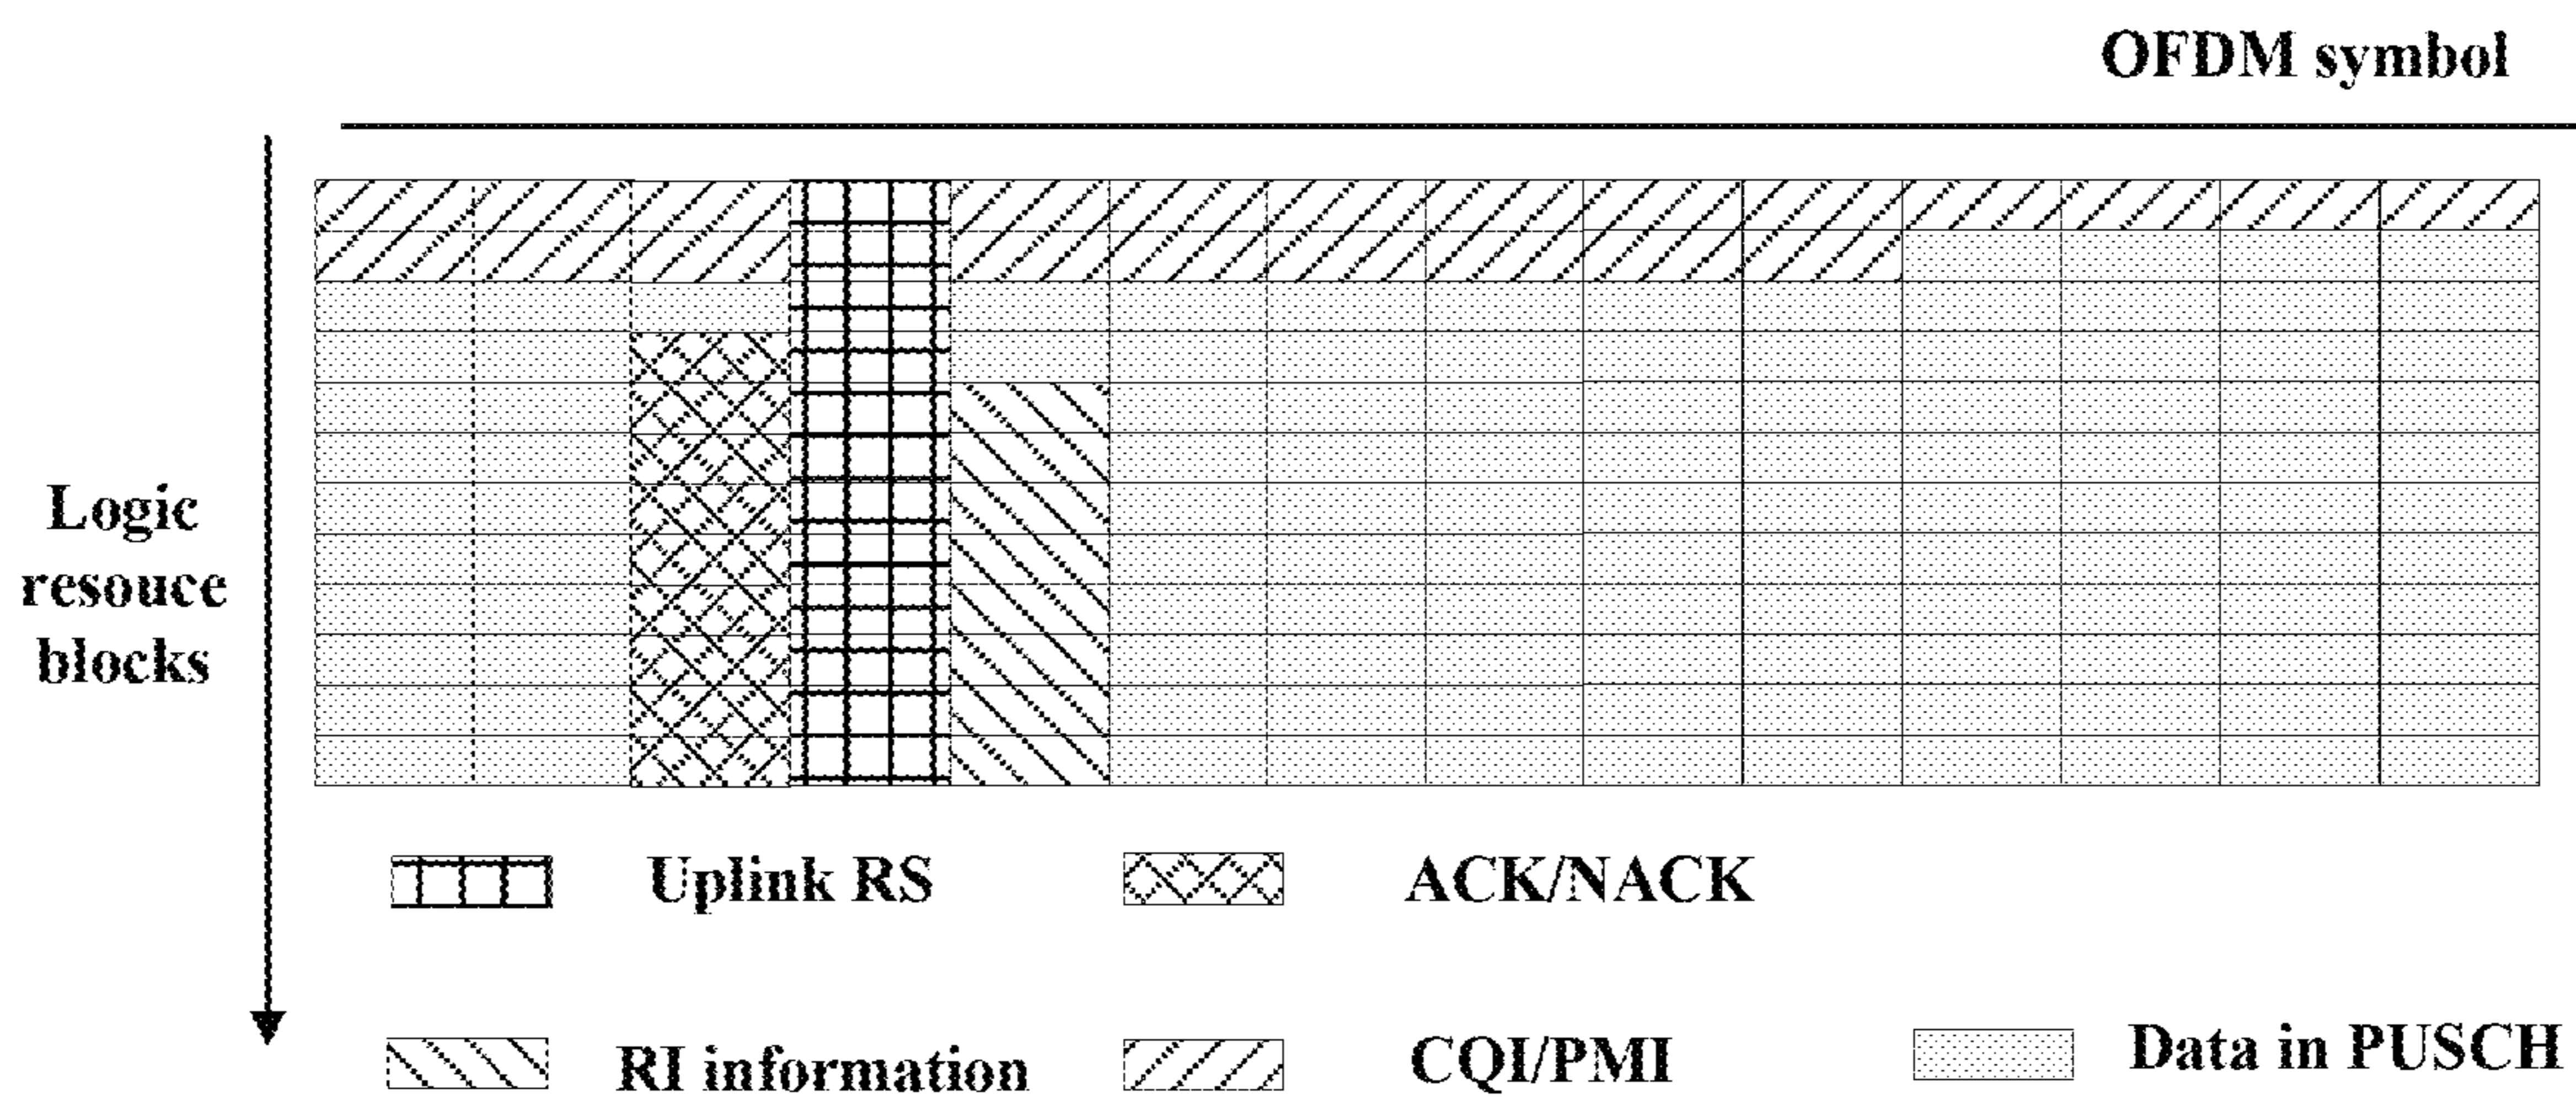 OFDM symbol
Logic
resouce
blocks
Uplink RS
ACK/NACK
RI information
CQI/PMI
Data in PUSCH